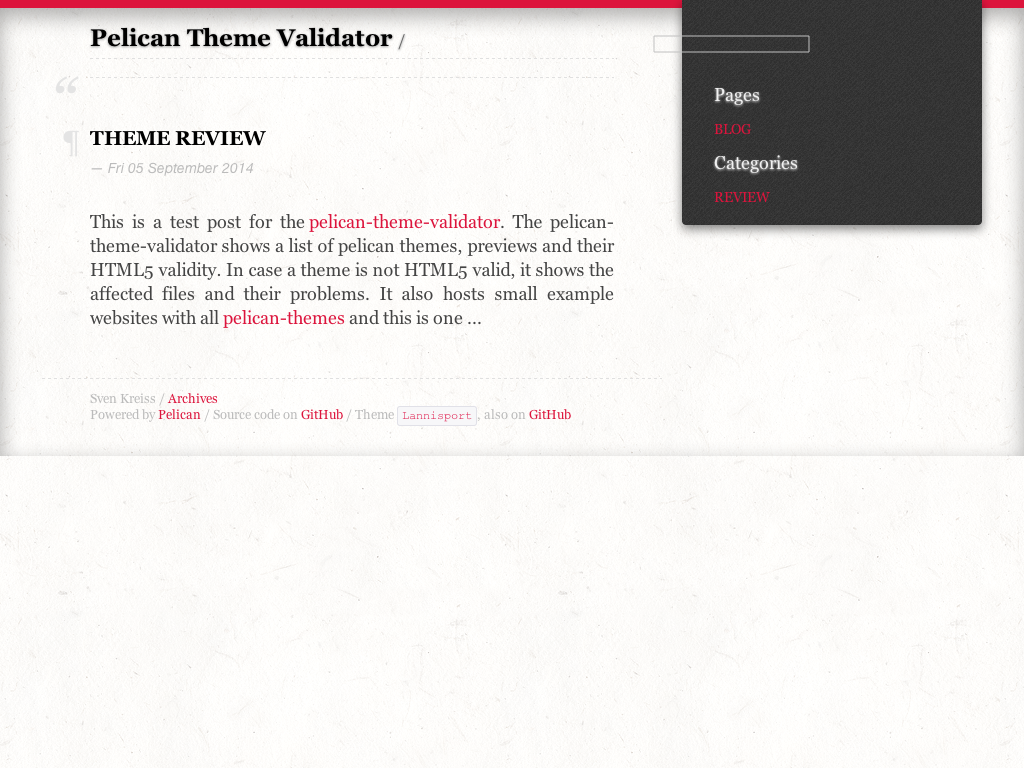 Pelican Theme Validator /
“
¶ THEME REVIEW
— Fri 05 September 2014
This is a test post for the pelican-theme-validator. The pelican-
theme-validator shows a list of pelican themes, previews and their
HTML5 validity. In case a theme is not HTML5 valid, it shows the
affected files and their problems. It also hosts small example
websites with all pelican-themes and this is one ...
Sven Kreiss / Archives
Powered by Pelican / Source code on GitHub / Theme Lannisport, also on GitHub
Pages
BLOG
Categories
REVIEW